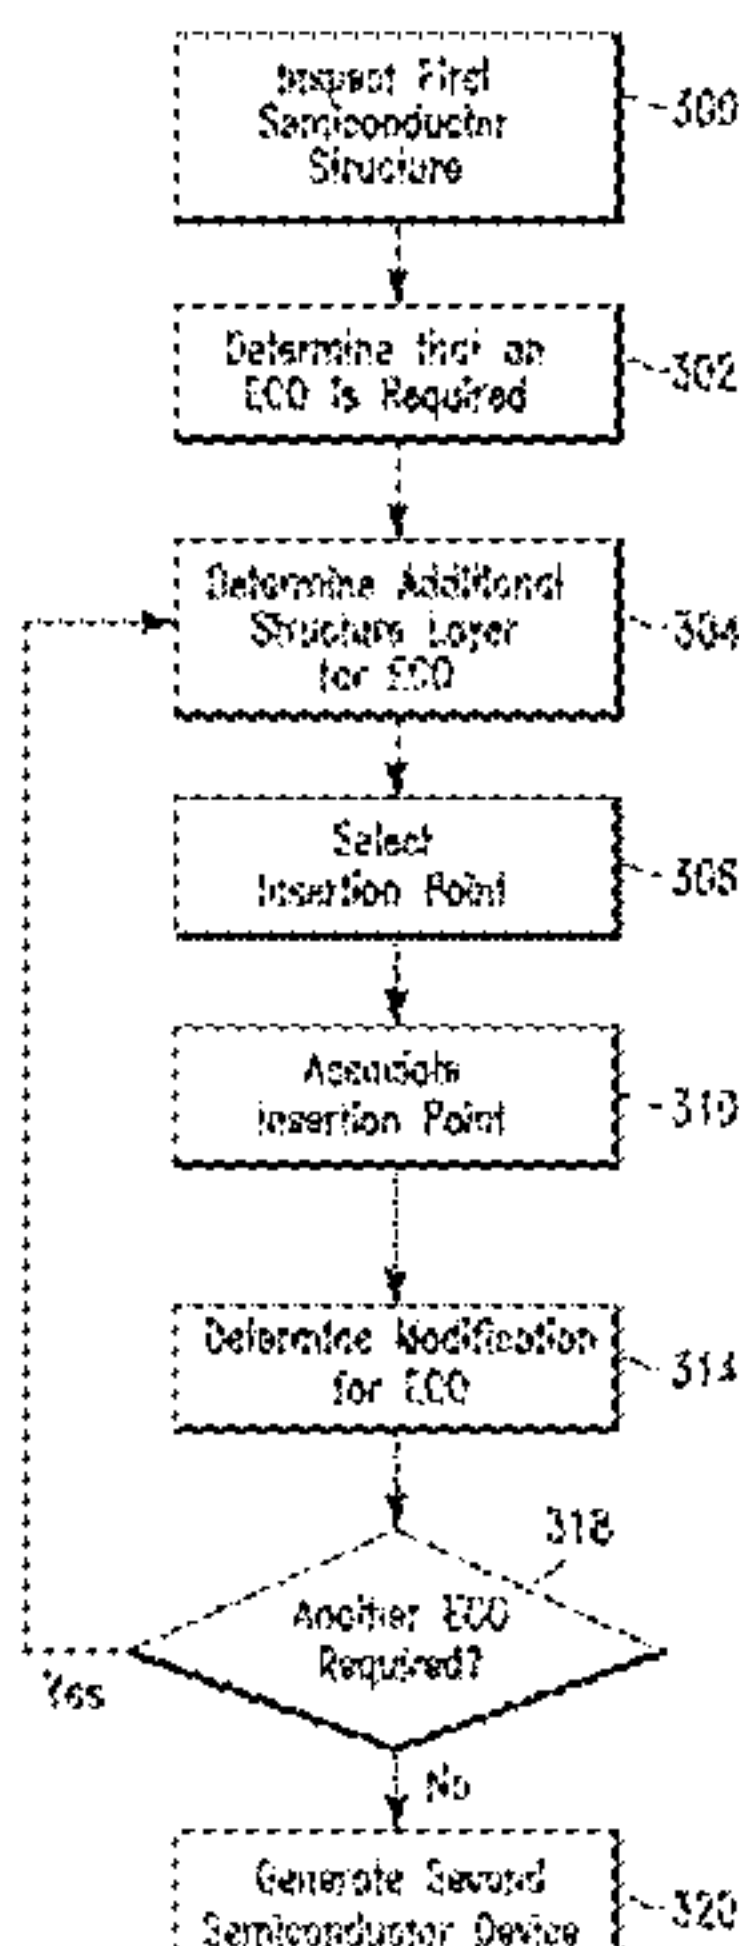 Inspect First
Semiconductor
Structure
300
Determine that an
ECO is Required
302
Determine Additional
Structure Layer
for ECO
304
Select
Insertion Point
306
Associate
Insertion Point
310
Determine Modification
for ECO
314
318
Another ECO
Required?
Yes
No
Generate Second
Semiconductor Device
320